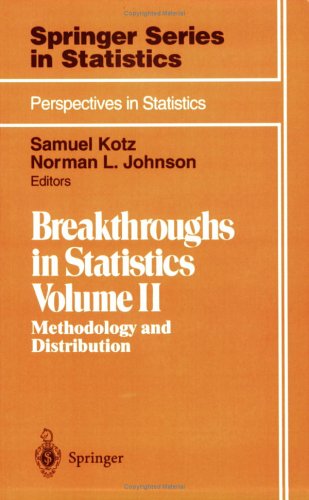 Springer Series
in Statistics
Perspectives in Statistics
Samuel Kotz
Norman L. Johnson
Editors
Breakthroughs
in Statistics
Volume II
Methodology and
Distribution
Springer